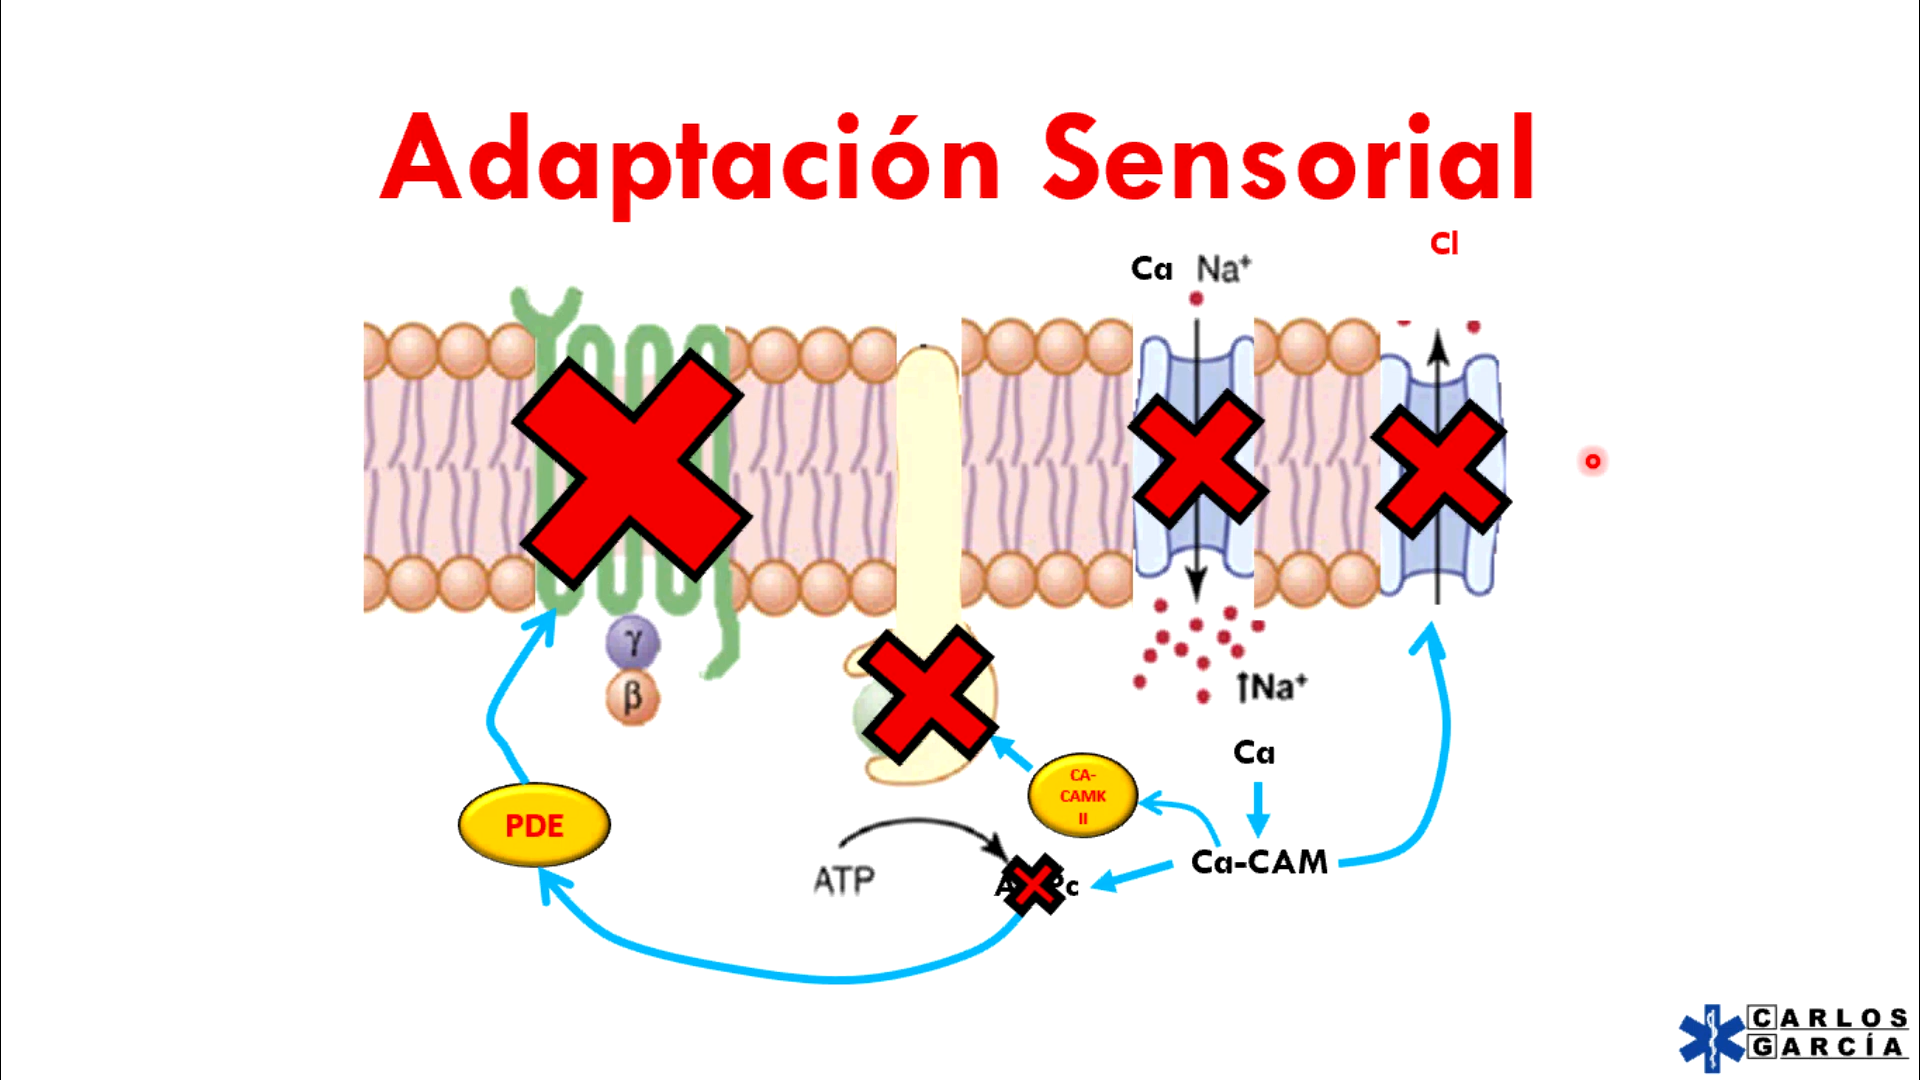 Adaptación Sensorial
Cl
Ca Na⁺
γ
β
↑Na⁺
Ca
CA-
CAMK
II
PDE
Ca-CAM
ATP
CARLOS
GARCÍA